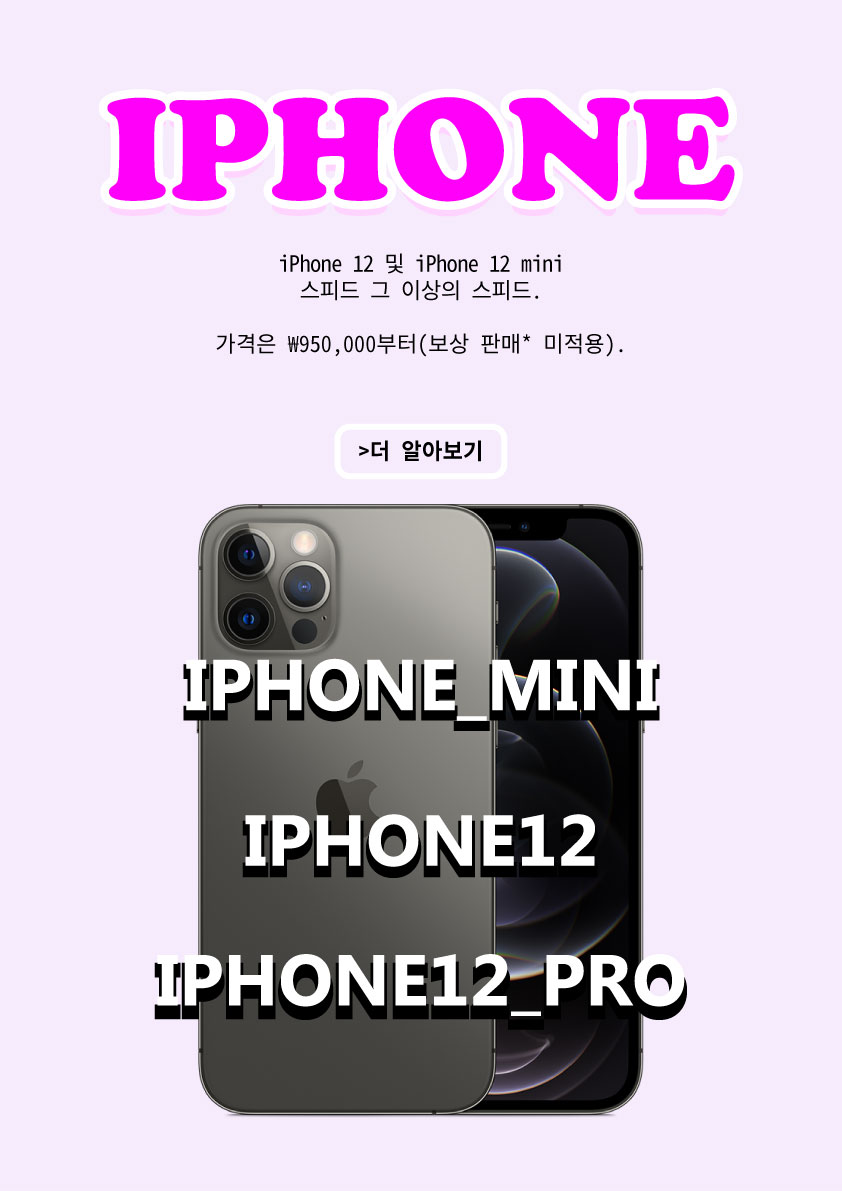 IPHONE
iPhone 12 및 iPhone 12 mini
스피드 그 이상의 스피드.
가격은 ₩950,000부터(보상 판매* 미적용).
>더 알아보기
IPHONE_MINI
IPHONE12
IPHONE12_PRO